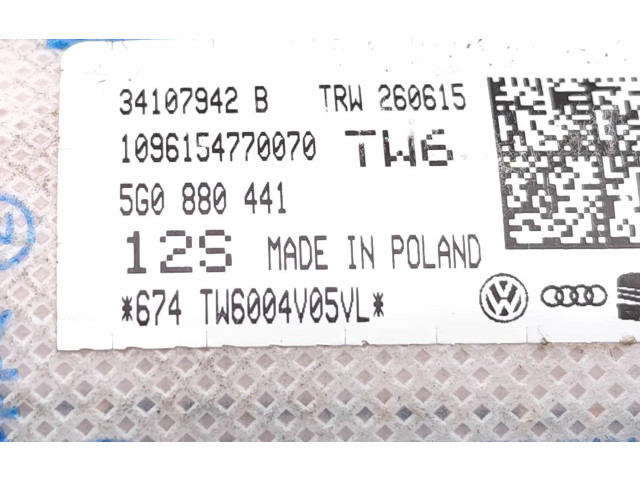 34107942 B TRW 260615
1096154770070 TW6
5G0 880 441
12S MADE IN POLAND
*674 TW6004V05VL*